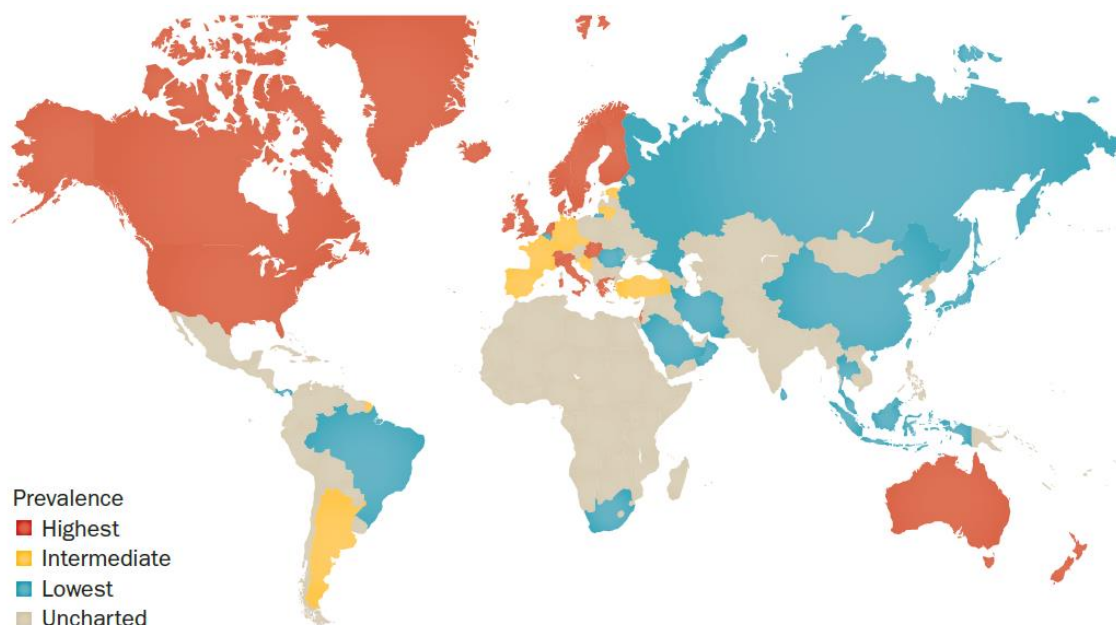 Prevalence
Highest
Intermediate
Lowest
Uncharted